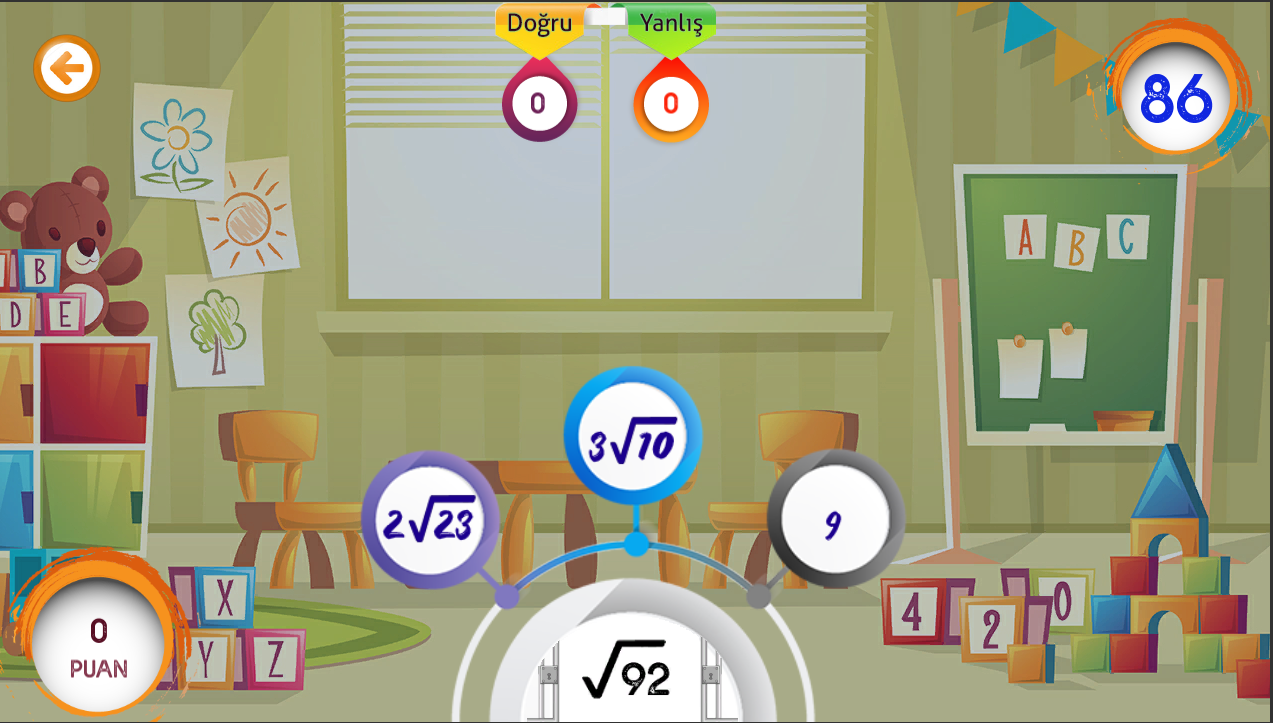 Doğru Yanlış
0 0
86
A B C
B
D E
3√10
2√23
9
X
Y Z
4 2 0
0
PUAN
√92